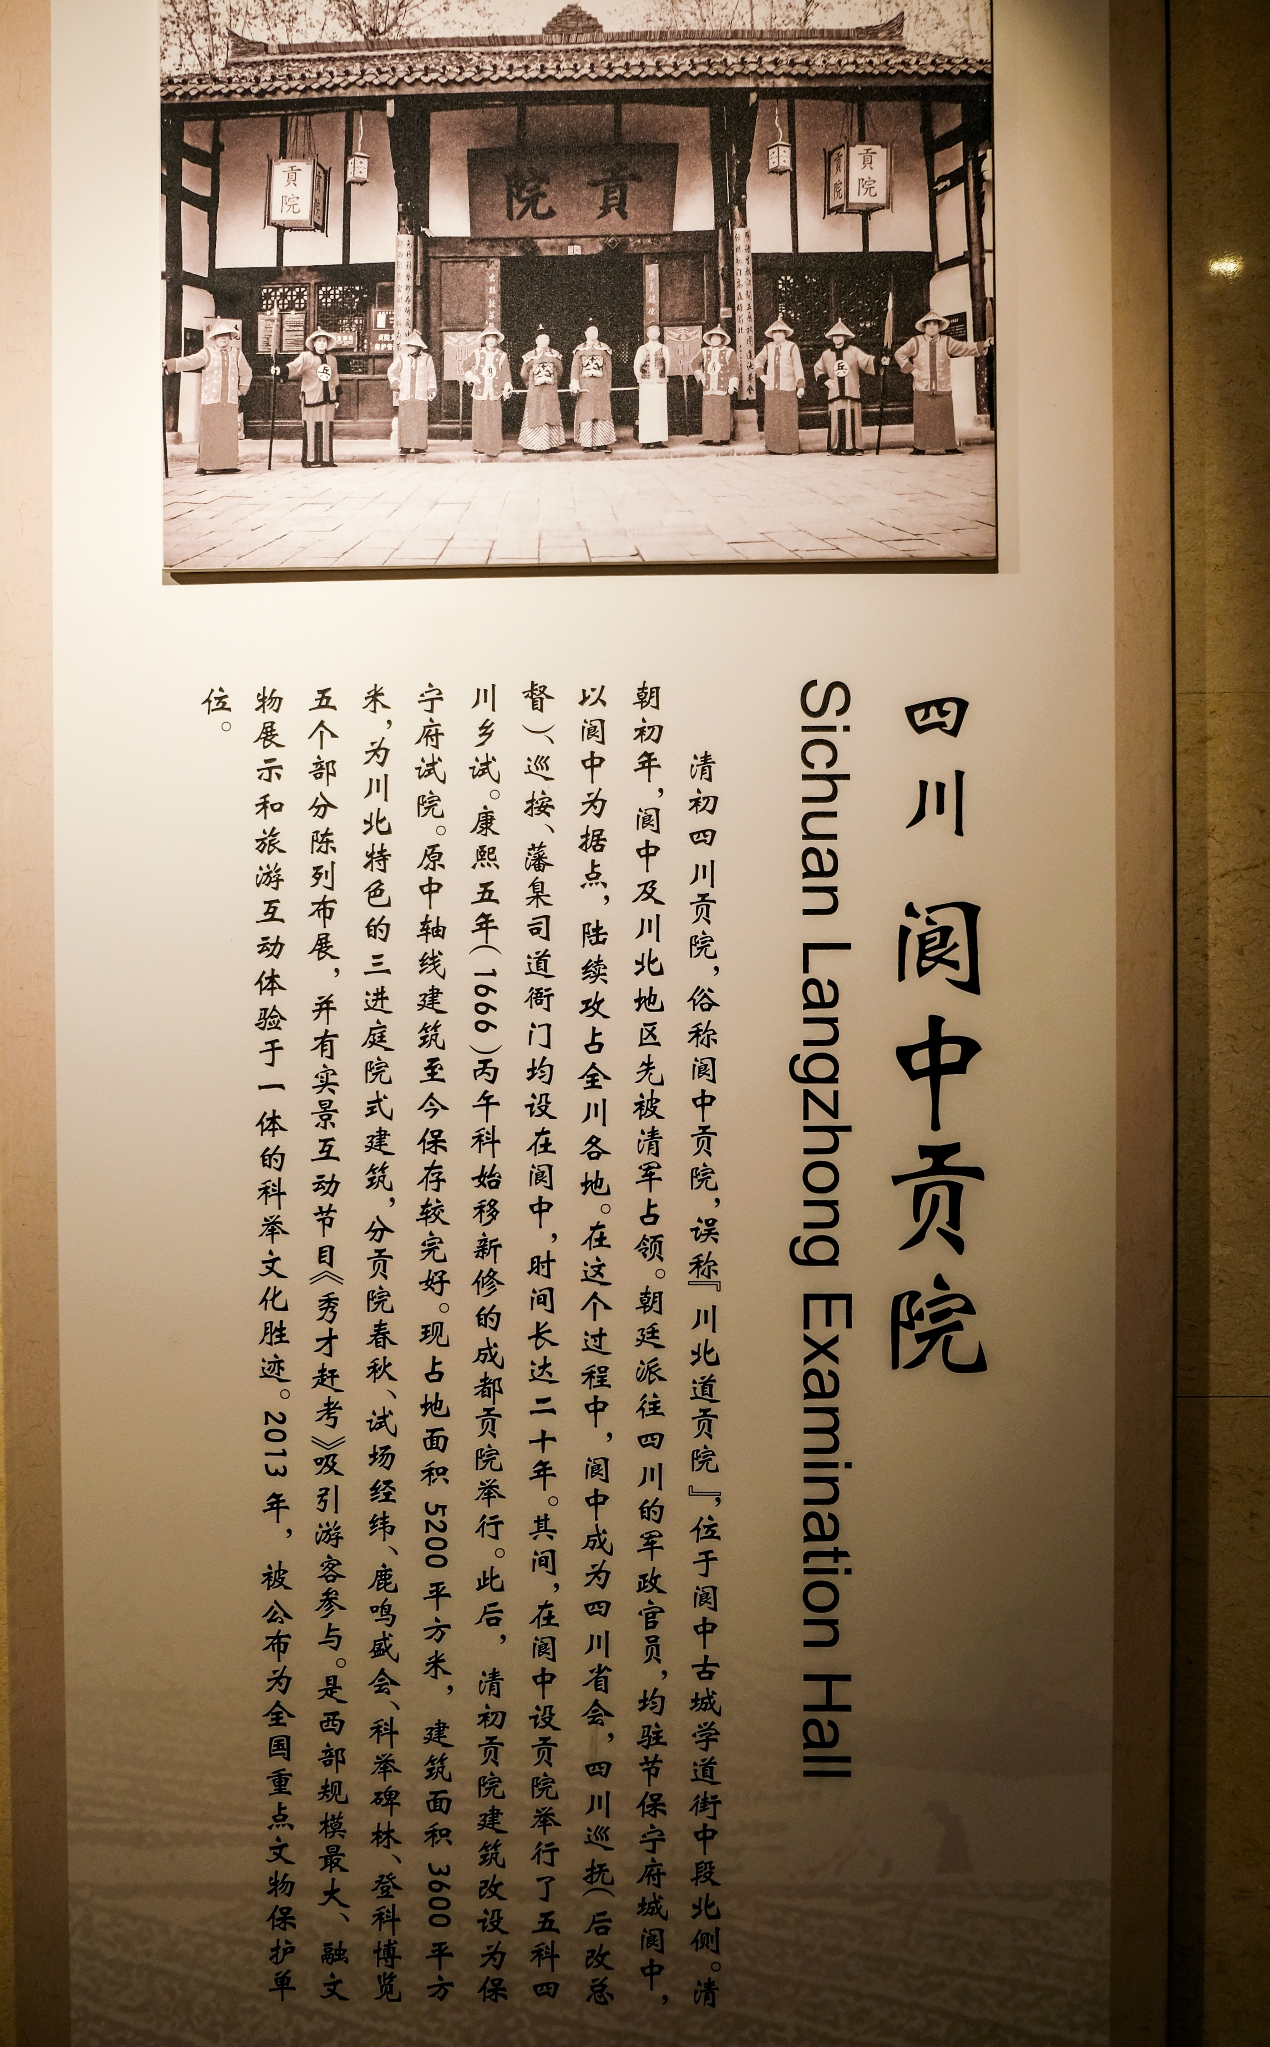 貢院
貢院
貢院
貢院
貢院
兵
兵
四川 阆中贡院
Sichuan Langzhong Examination Hall
清初四川贡院，俗称阆中贡院，误称『川北道贡院』，位于阆中古城学道街中段北侧。清
朝初年，阆中及川北地区先被清军占领。朝廷派往四川的军政官员，均驻节保宁府城阆中，
以阆中为据点，陆续攻占全川各地。在这个过程中，阆中成为四川省会，四川巡抚（后改总
督）、巡按、藩臬司道衙门均设在阆中，时间长达二十年。其间，在阆中设贡院举行了五科四
川乡试。康熙五年（1666）丙午科始移新修的成都贡院举行。此后，清初贡院建筑改设为保
宁府试院。原中轴线建筑至今保存较完好。现占地面积 5200 平方米，建筑面积 3600 平方
米，为川北特色的三进庭院式建筑，分贡院春秋、试场经纬、鹿鸣盛会、科举碑林、登科博览
五个部分陈列布展，并有实景互动节目《秀才赶考》吸引游客参与。是西部规模最大、融文
物展示和旅游互动体验于一体的科举文化胜迹。2013 年，被公布为全国重点文物保护单
位。